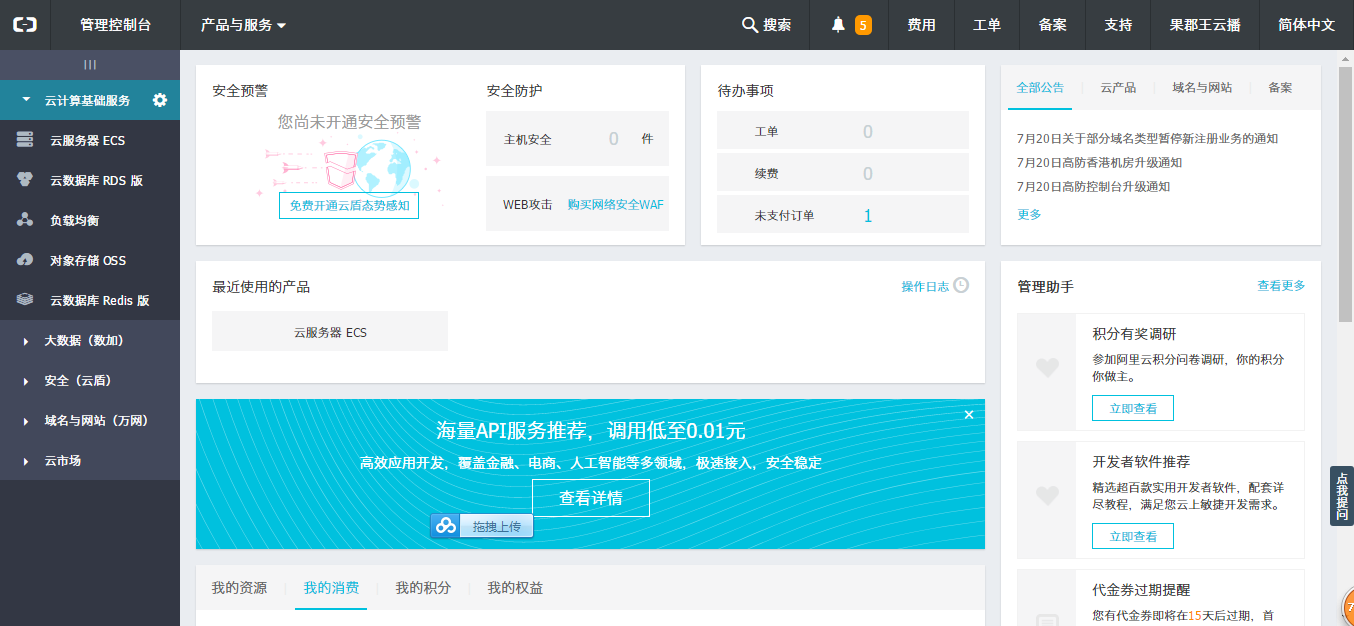 管理控制台
产品与服务
搜索
5
费用
工单
备案
支持
果郡王云播
简体中文
云计算基础服务
云服务器 ECS
云数据库 RDS 版
负载均衡
对象存储 OSS
云数据库 Redis 版
大数据（数加）
安全（云盾）
域名与网站（万网）
云市场
安全预警
您尚未开通安全预警
免费开通云盾态势感知
安全防护
主机安全 0 件
WEB攻击 购买网络安全WAF
待办事项
工单 0
续费 0
未支付订单 1
全部公告
云产品
域名与网站
备案
7月20日关于部分域名类型暂停新注册业务的通知
7月20日高防香港机房升级通知
7月20日高防控制台升级通知
更多
最近使用的产品
操作日志
云服务器 ECS
海量API服务推荐，调用低至0.01元
高效应用开发，覆盖金融、电商、人工智能等多领域，极速接入，安全稳定
查看详情
拖拽上传
我的资源
我的消费
我的积分
我的权益
管理助手
查看更多
积分有奖调研
参加阿里云积分问卷调研，你的积分
你做主。
立即查看
开发者软件推荐
精选超百款实用开发者软件，配套详
尽教程，满足您云上敏捷开发需求。
立即查看
代金券过期提醒
您有代金券即将在15天后过期，首
点我提问
7